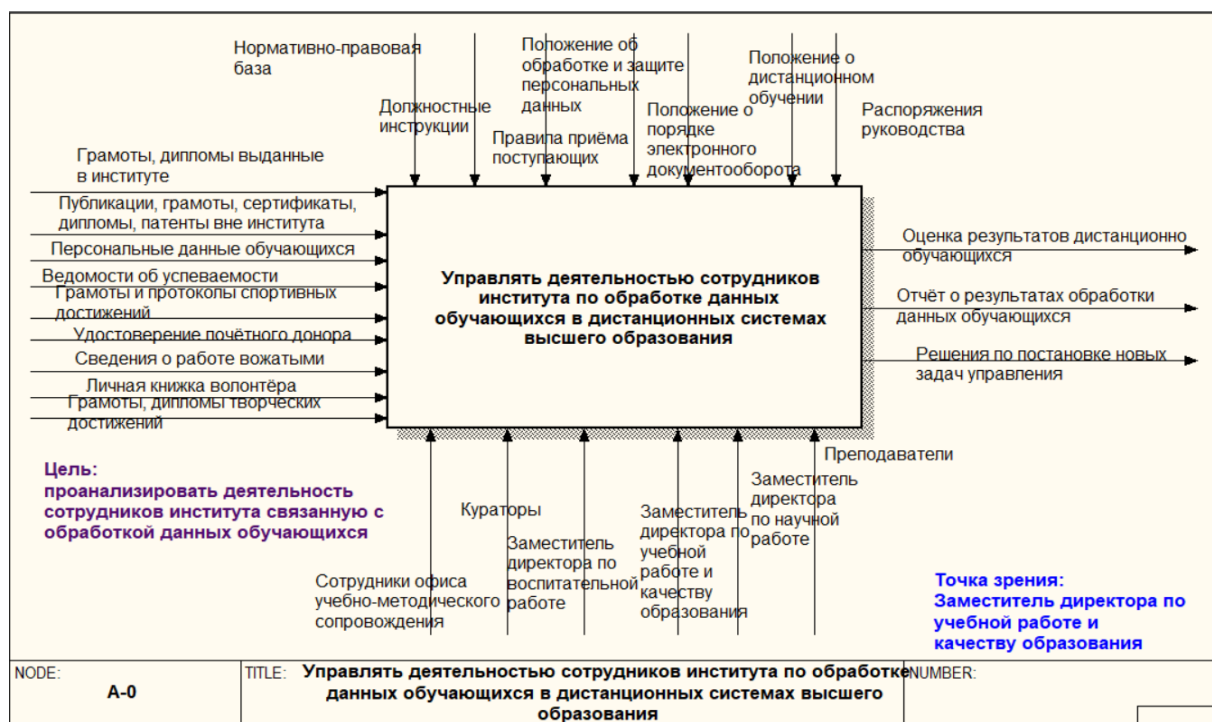 Нормативно-правовая
база
Должностные
инструкции
Положение об
обработке и защите
персональных
данных
Правила приёма
поступающих
Положение о
порядке
электронного
документооборота
Положение о
дистанционном
обучении
Распоряжения
руководства
Грамоты, дипломы выданные
в институте
Публикации, грамоты, сертификаты,
дипломы, патенты вне института
Персональные данные обучающихся
Ведомости об успеваемости
Грамоты и протоколы спортивных
достижений
Удостоверение почётного донора
Сведения о работе вожатыми
Личная книжка волонтёра
Грамоты, дипломы творческих
достижений
Управлять деятельностью сотрудников
института по обработке данных
обучающихся в дистанционных системах
высшего образования
Оценка результатов дистанционно
обучающихся
Отчёт о результатах обработки
данных обучающихся
Решения по постановке новых
задач управления
Цель:
проанализировать деятельность
сотрудников института связанную с
обработкой данных обучающихся
Сотрудники офиса
учебно-методического
сопровождения
Кураторы
Заместитель
директора по
воспитательной
работе
Заместитель
директора по
учебной
работе и
качеству
образования
Заместитель
директора
по научной
работе
Преподаватели
Точка зрения:
Заместитель директора по
учебной работе и
качеству образования
NODE:
A-0
TITLE:
Управлять деятельностью сотрудников института по обработке
данных обучающихся в дистанционных системах высшего
образования
NUMBER: